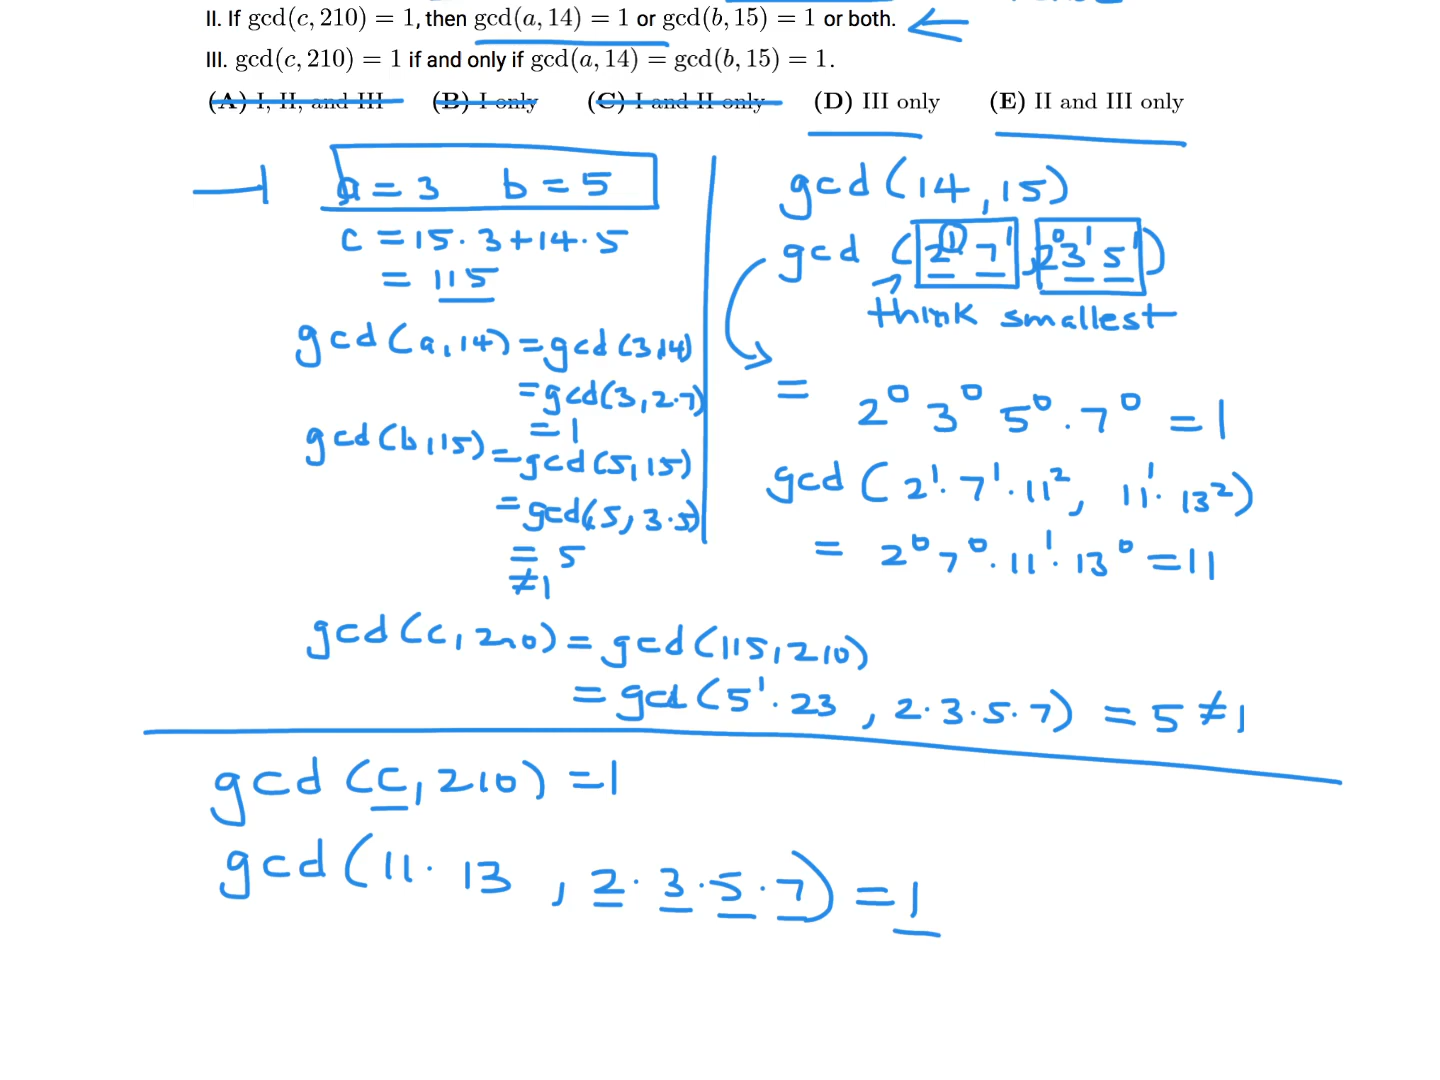 II. If gcd(c, 210) = 1, then gcd(a, 14) = 1 or gcd(b, 15) = 1 or both.
III. gcd(c, 210) = 1 if and only if gcd(a, 14) = gcd(b, 15) = 1.
(A) I, II, and III (B) I only (C) I and II only (D) III only (E) II and III only
a = 3 b = 5
c = 15·3+14·5
= 115
gcd(a,14) = gcd(3,14)
= gcd(3,2·7)
= 1
gcd(b,15) = gcd(5,15)
= gcd(5,3·5)
= 5
≠1
gcd(14,15)
gcd(2¹7¹, 2⁰3¹5¹)
think smallest
= 2⁰ 3⁰ 5⁰·7⁰ = 1
gcd(2¹·7¹·11², 11¹·13²)
= 2⁰7⁰·11¹·13⁰ = 11
gcd(c,210) = gcd(115,210)
= gcd(5¹·23, 2·3·5·7) = 5 ≠ 1
gcd(c,210) = 1
gcd(11·13, 2·3·5·7) = 1